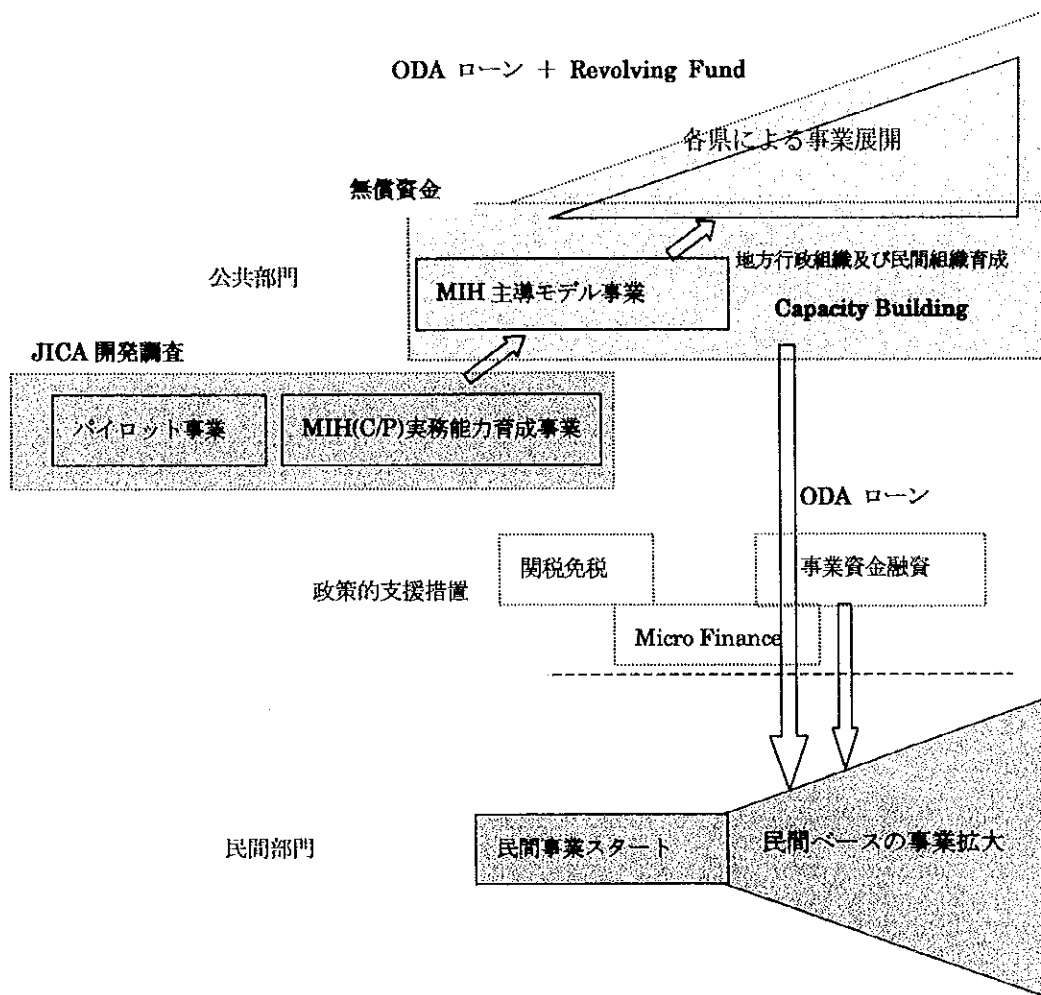 ODA ローン + Revolving Fund
各県による事業展開
無償資金
公共部門
MIH 主導モデル事業
地方行政組織及び民間組織育成
Capacity Building
JICA 開発調査
パイロット事業
MIH(C/P)実務能力育成事業
ODA ローン
政策的支援措置
関税免税
事業資金融資
Micro Finance
民間部門
民間事業スタート
民間ベースの事業拡大